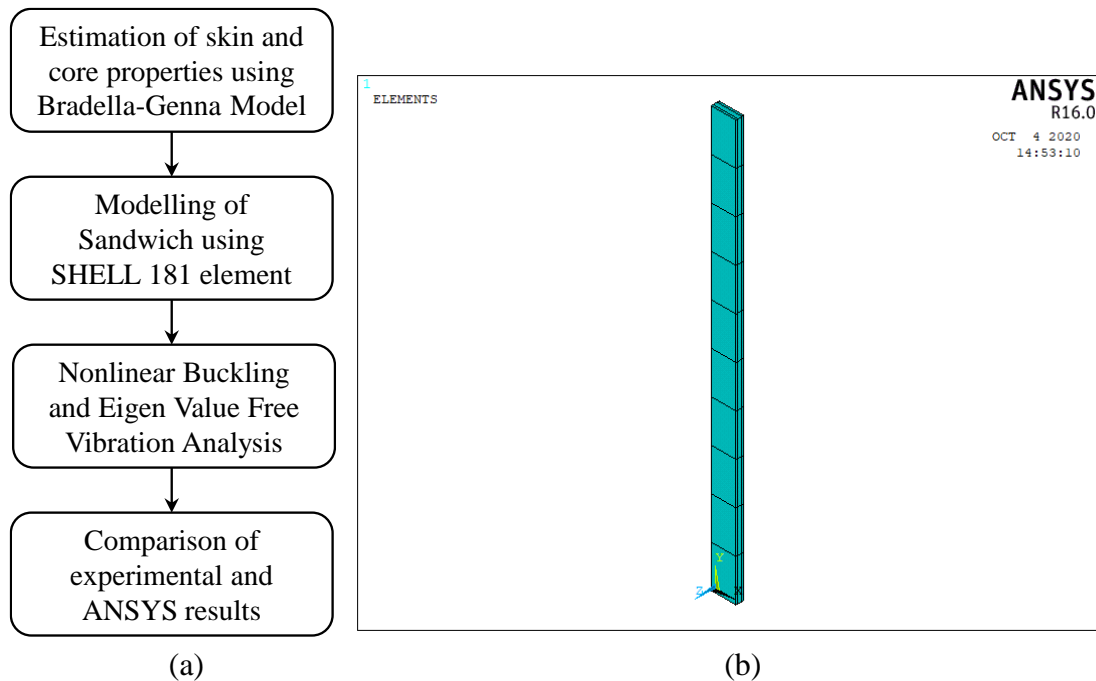 Estimation of skin and
core properties using
Bradella-Genna Model
Modelling of
Sandwich using
SHELL 181 element
Nonlinear Buckling
and Eigen Value Free
Vibration Analysis
Comparison of
experimental and
ANSYS results
(a)
1
ELEMENTS
ANSYS
R16.0
OCT 4 2020
14:53:10
Y
Z
X
(b)